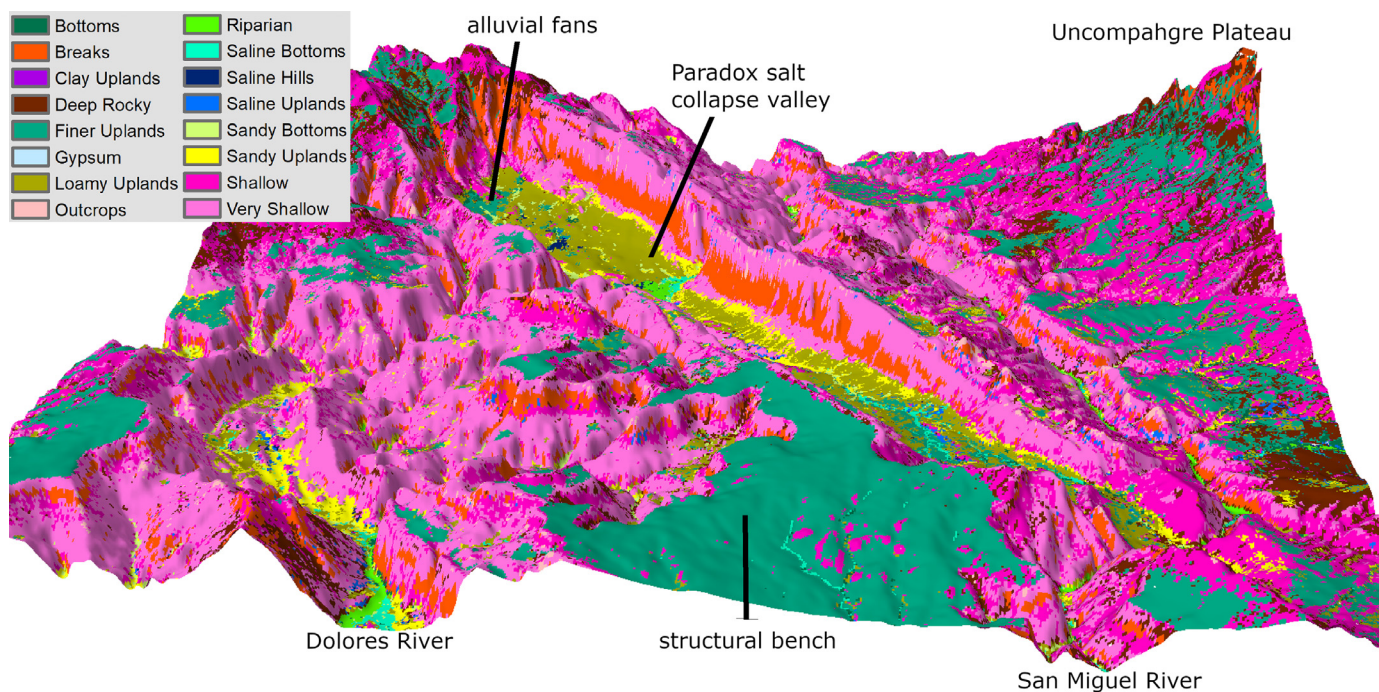 Bottoms
Breaks
Clay Uplands
Deep Rocky
Finer Uplands
Gypsum
Loamy Uplands
Outcrops
Riparian
Saline Bottoms
Saline Hills
Saline Uplands
Sandy Bottoms
Sandy Uplands
Shallow
Very Shallow
alluvial fans
Paradox salt
collapse valley
Uncompahgre Plateau
Dolores River
structural bench
San Miguel River